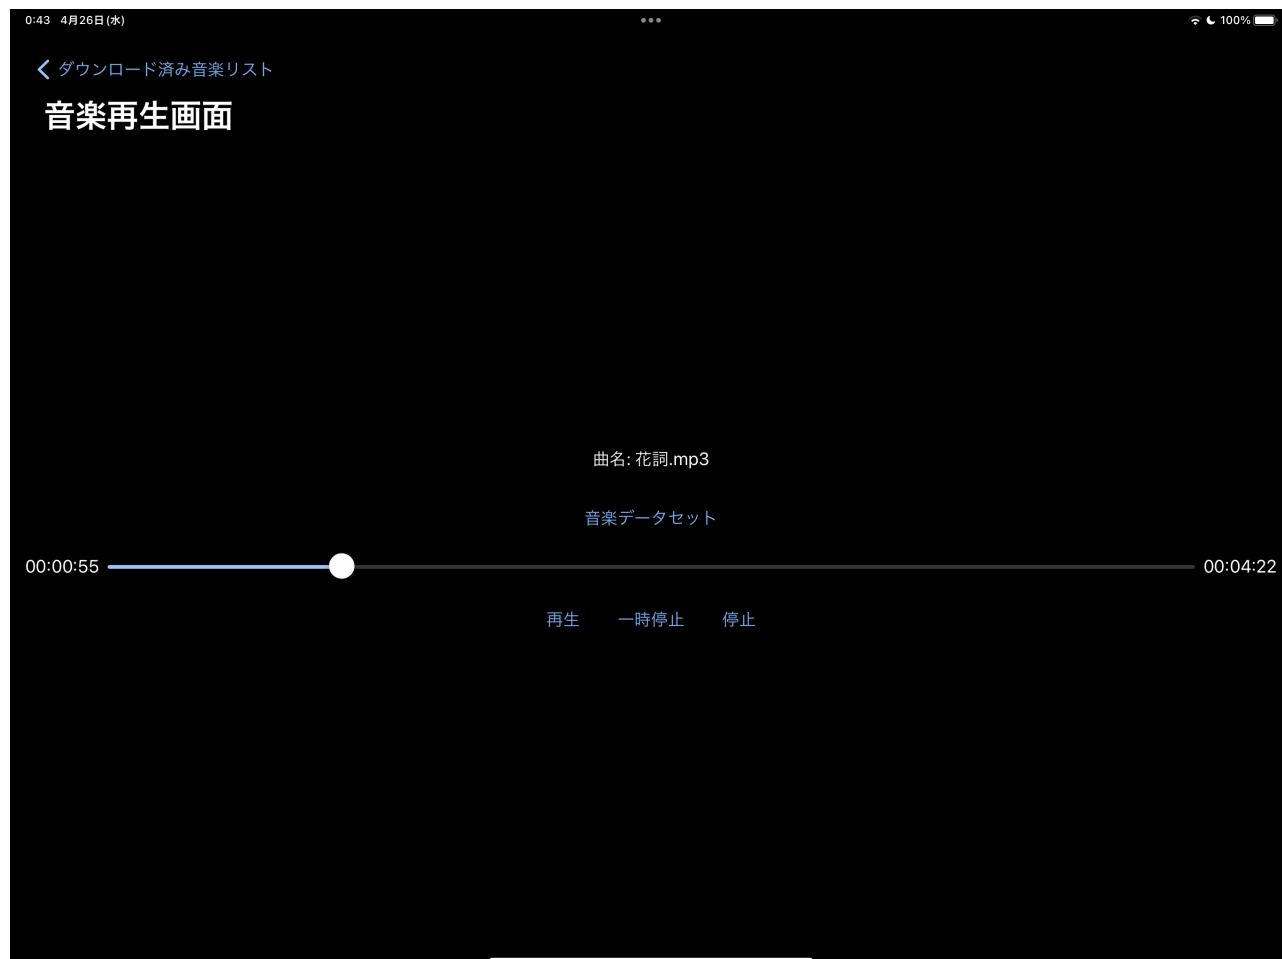 0:43 4月26日(水) 100%
ダウンロード済み音楽リスト
音楽再生画面
曲名: 花詞.mp3
音楽データセット
00:00:55 00:04:22
再生 一時停止 停止